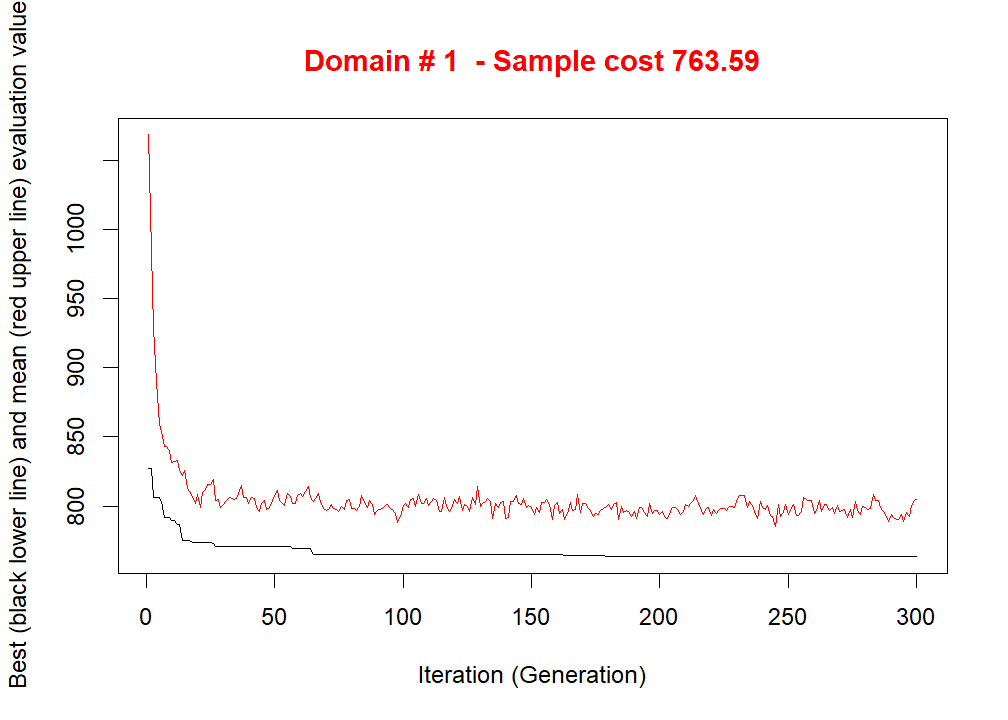 Domain # 1  - Sample cost 763.59
Best (black lower line) and mean (red upper line) evaluation value
1000
950
900
850
800
0 50 100 150 200 250 300
Iteration (Generation)